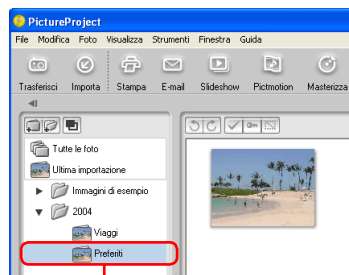 PictureProject
File Modifica Foto Visualizza Strumenti Finestra Guida
Trasferisci Importa Stampa E-mail Slideshow Pictmotion Masterizza
Tutte le foto
Ultima importazione
Immagini di esempio
2004
Viaggi
Preferiti